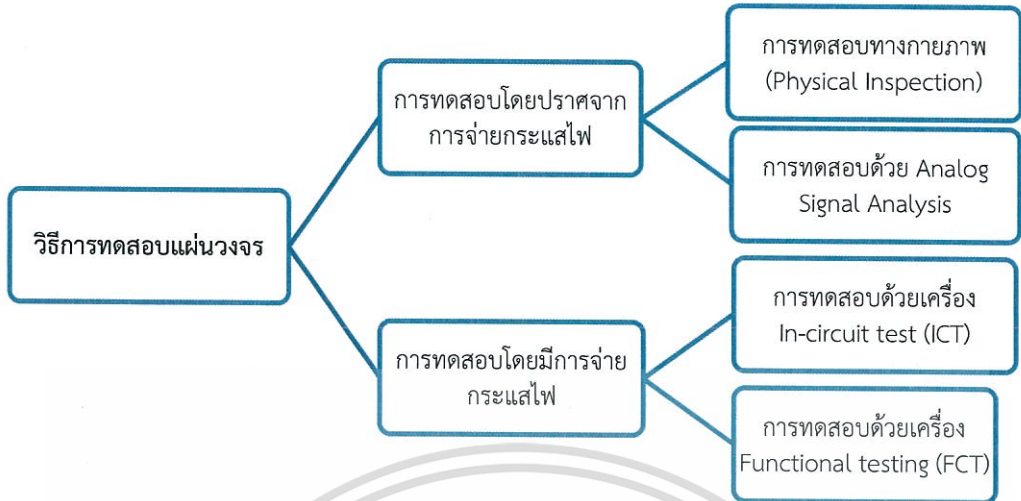 วิธีการทดสอบแผ่นวงจร
การทดสอบโดยปราศจาก
การจ่ายกระแสไฟ
การทดสอบทางกายภาพ
(Physical Inspection)
การทดสอบด้วย Analog
Signal Analysis
การทดสอบโดยมีการจ่าย
กระแสไฟ
การทดสอบด้วยเครื่อง
In-circuit test (ICT)
การทดสอบด้วยเครื่อง
Functional testing (FCT)